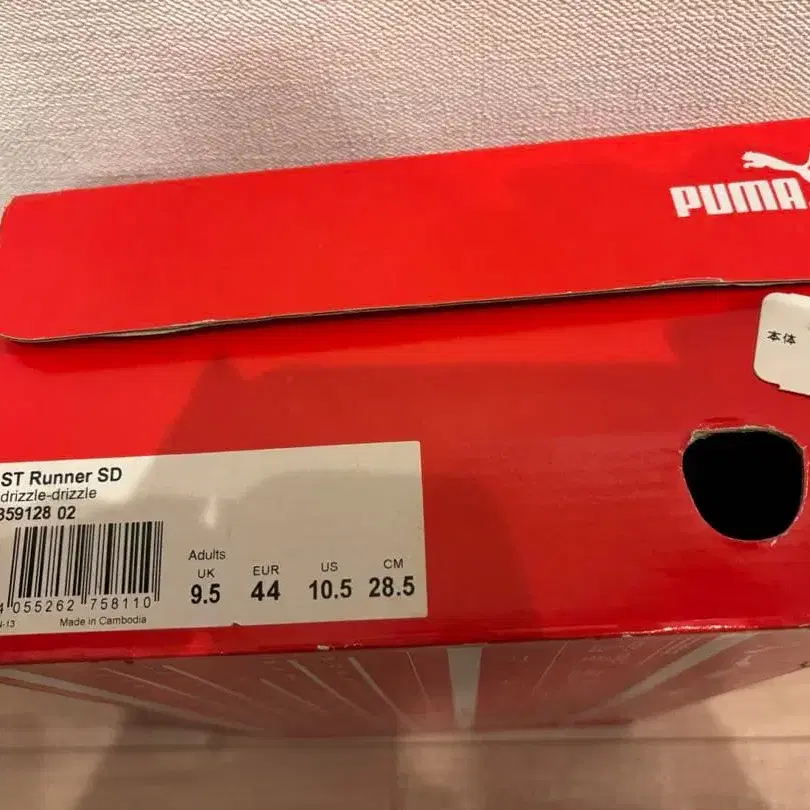 PUMA
本体
ST Runner SD
drizzle-drizzle
359128 02
Adults
UK EUR US CM
9.5 44 10.5 28.5
4 055262 758110
Made in Cambodia